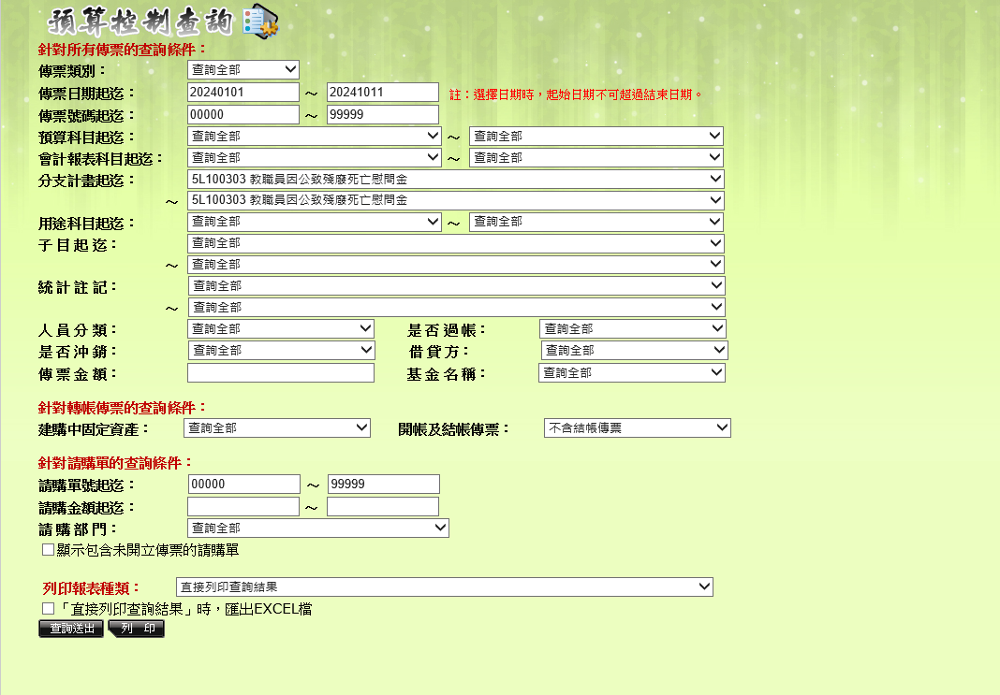 預算控制查詢
針對所有傳票的查詢條件：
傳票類別： 查詢全部
傳票日期起迄： 20240101 ～ 20241011 註：選擇日期時，起始日期不可超過結束日期。
傳票號碼起迄： 00000 ～ 99999
預算科目起迄： 查詢全部 ～ 查詢全部
會計報表科目起迄： 查詢全部 ～ 查詢全部
分支計畫起迄： 5L100303 教職員因公致殘廢死亡慰問金
～ 5L100303 教職員因公致殘廢死亡慰問金
用途科目起迄： 查詢全部 ～ 查詢全部
子目起迄： 查詢全部
～ 查詢全部
統計註記： 查詢全部
～ 查詢全部
人員分類： 查詢全部 是否過帳： 查詢全部
是否沖銷： 查詢全部 借貸方： 查詢全部
傳票金額： 基金名稱： 查詢全部
針對轉帳傳票的查詢條件：
建購中固定資產： 查詢全部 開帳及結帳傳票： 不含結帳傳票
針對請購單的查詢條件：
請購單號起迄： 00000 ～ 99999
請購金額起迄： ～
請購部門： 查詢全部
顯示包含未開立傳票的請購單
列印報表種類： 直接列印查詢結果
「直接列印查詢結果」時，匯出EXCEL檔
查詢送出 列 印